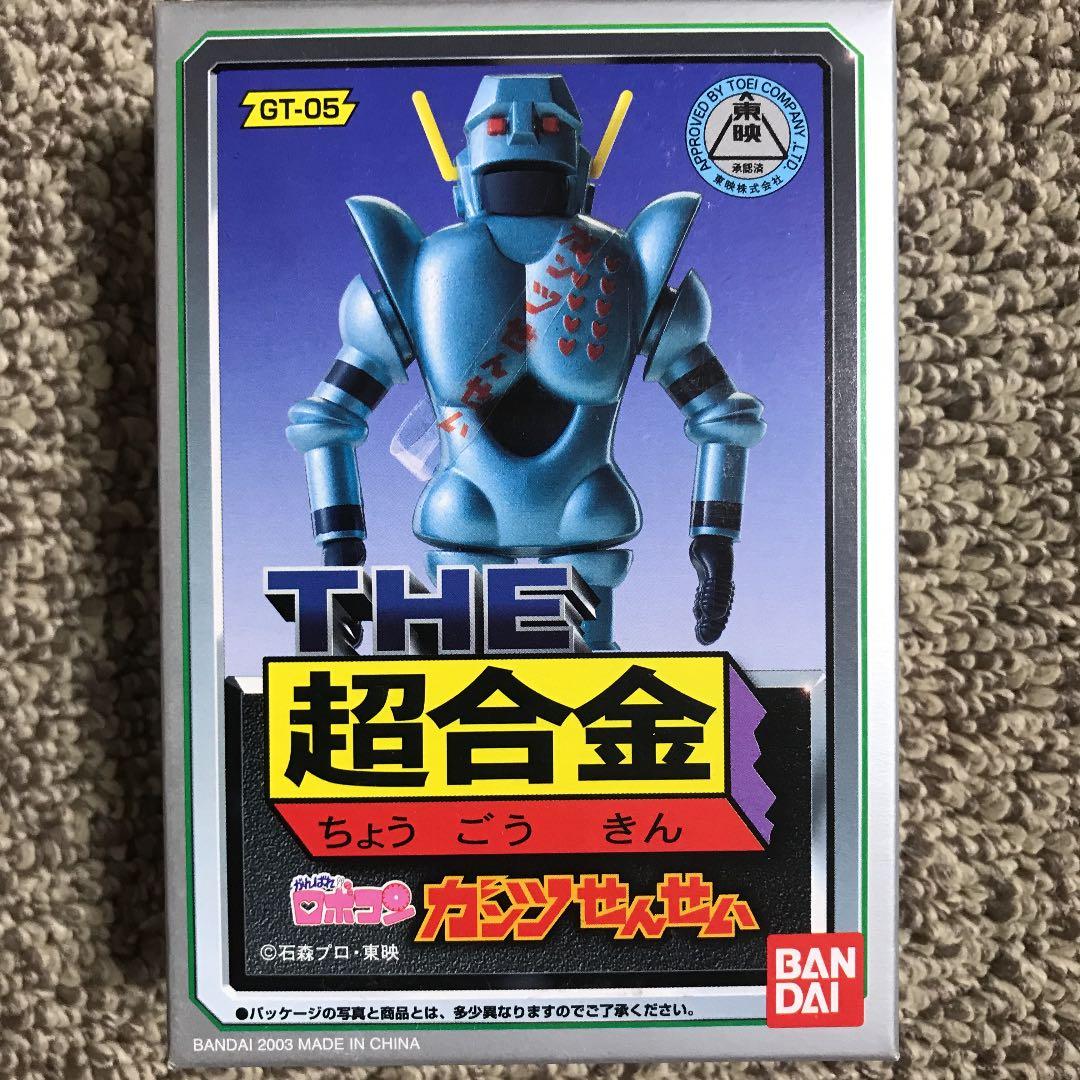 GT-05
APPROVED BY TOEI COMPANY, LTD.
東映
承認済
東映株式会社
ガンツ
せんせい
THE
超合金
ちょう ごう きん
がんばれ!!
ロボコン
ガンツせんせい
©石森プロ・東映
BAN
DAI
●パッケージの写真と商品とは、多少異なりますのでご了承ください。
BANDAI 2003 MADE IN CHINA